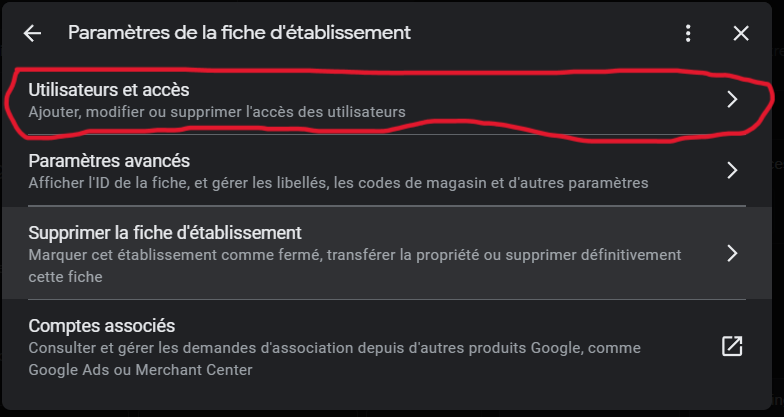 Paramètres de la fiche d'établissement
Utilisateurs et accès
Ajouter, modifier ou supprimer l'accès des utilisateurs
Paramètres avancés
Afficher l'ID de la fiche, et gérer les libellés, les codes de magasin et d'autres paramètres
Supprimer la fiche d'établissement
Marquer cet établissement comme fermé, transférer la propriété ou supprimer définitivement
cette fiche
Comptes associés
Consulter et gérer les demandes d'association depuis d'autres produits Google, comme
Google Ads ou Merchant Center